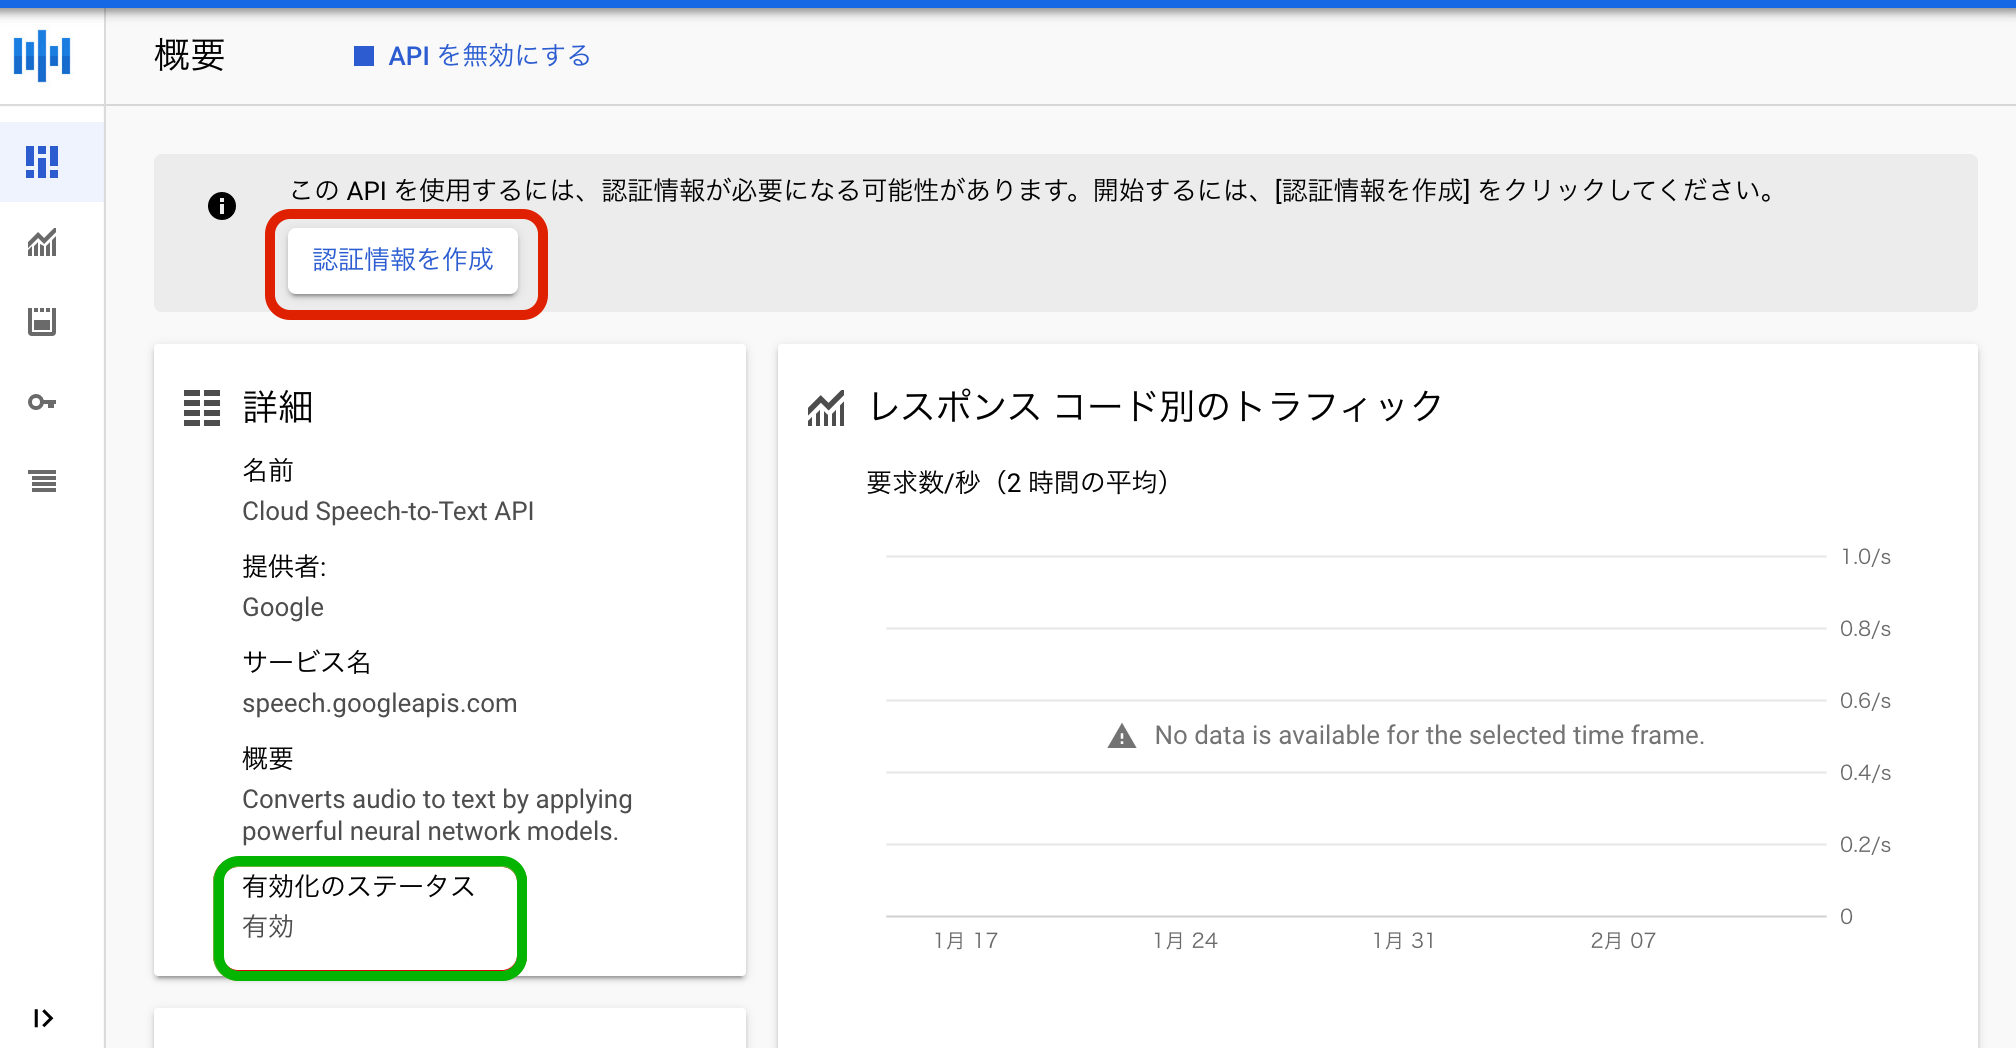 概要
API を無効にする
この API を使用するには、認証情報が必要になる可能性があります。開始するには、[認証情報を作成] をクリックしてください。
認証情報を作成
詳細
名前
Cloud Speech-to-Text API
提供者:
Google
サービス名
speech.googleapis.com
概要
Converts audio to text by applying
powerful neural network models.
有効化のステータス
有効
レスポンス コード別のトラフィック
要求数/秒（2 時間の平均）
1.0/s
0.8/s
0.6/s
No data is available for the selected time frame.
0.4/s
0.2/s
0
1月 17
1月 24
1月 31
2月 07